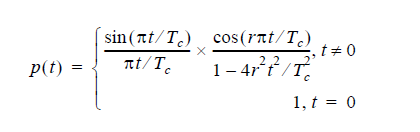 p(t) = { sin(πt/T_c) / πt/T_c × cos(rπt/T_c) / 1 – 4r²t²/T_c², t ≠ 0
1, t = 0